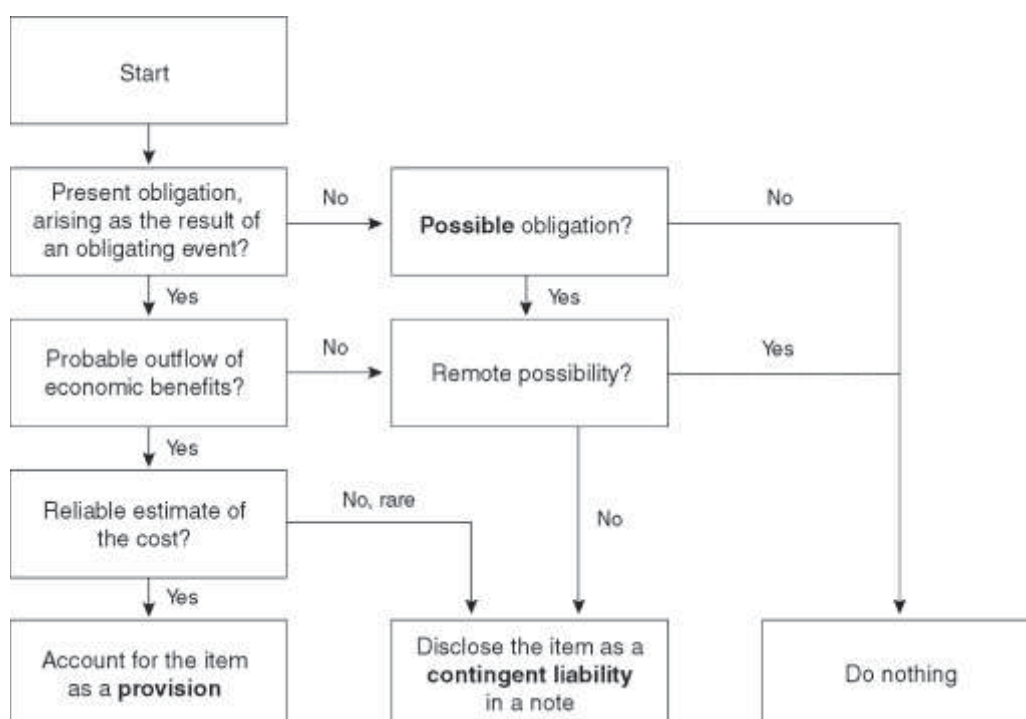 Start
Present obligation,
arising as the result of
an obligating event?
No
Possible obligation?
No
Yes
Yes
Probable outflow of
economic benefits?
No
Remote possibility?
Yes
Yes
Reliable estimate of
the cost?
No, rare
No
Yes
Account for the item
as a provision
Disclose the item as a
contingent liability
in a note
Do nothing